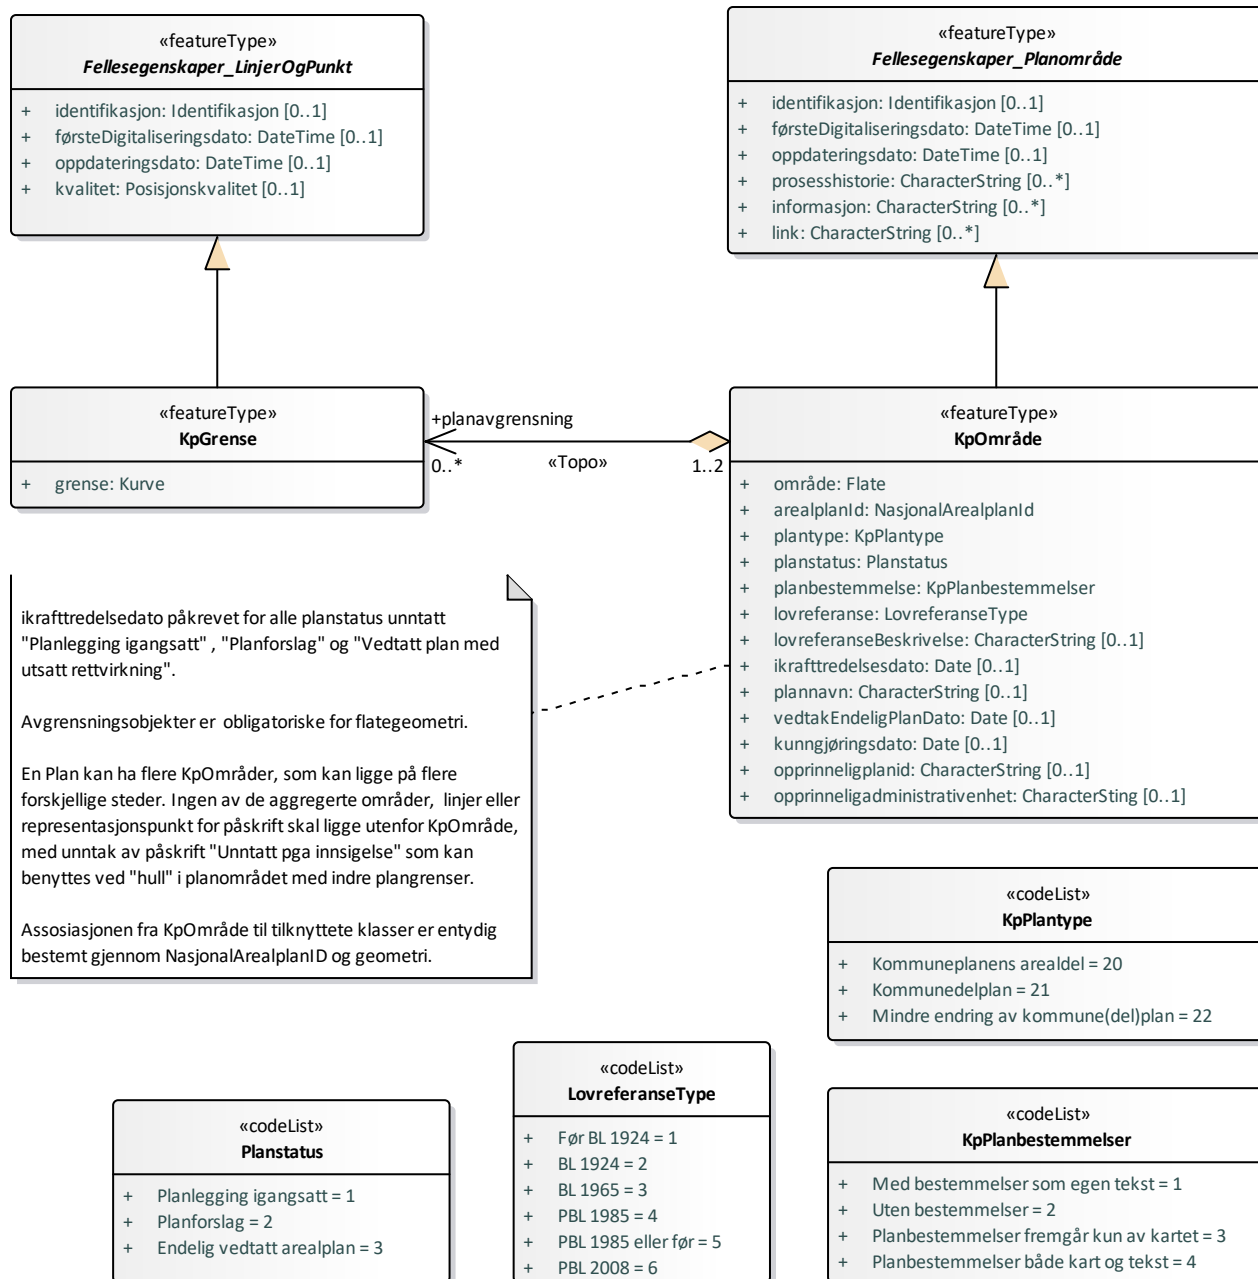 «featureType»
Fellesegenskaper_LinjerOgPunkt
+ identifikasjon: Identifikasjon [0..1]
+ førsteDigitaliseringsdato: DateTime [0..1]
+ oppdateringsdato: DateTime [0..1]
+ kvalitet: Posisjonskvalitet [0..1]
«featureType»
Fellesegenskaper_Planområde
+ identifikasjon: Identifikasjon [0..1]
+ førsteDigitaliseringsdato: DateTime [0..1]
+ oppdateringsdato: DateTime [0..1]
+ prosesshistorie: CharacterString [0..*]
+ informasjon: CharacterString [0..*]
+ link: CharacterString [0..*]
«featureType»
KpGrense
+ grense: Kurve
+planavgrensning
0..*
«Topo»
1..2
«featureType»
KpOmråde
+ område: Flate
+ arealplanId: NasjonalArealplanId
+ plantype: KpPlantype
+ planstatus: Planstatus
+ planbestemmelse: KpPlanbestemmelser
+ lovreferanse: LovreferanseType
+ lovreferanseBeskrivelse: CharacterString [0..1]
+ ikrafttredelsesdato: Date [0..1]
+ plannavn: CharacterString [0..1]
+ vedtakEndeligPlanDato: Date [0..1]
+ kunngjøringsdato: Date [0..1]
+ opprinneligplanid: CharacterString [0..1]
+ opprinneligadministrativenhet: CharacterSting [0..1]
ikrafttredelsedato påkrevet for alle planstatus unntatt
"Planlegging igangsatt" , "Planforslag" og "Vedtatt plan med
utsatt rettvirkning".
Avgrensningsobjekter er obligatoriske for flategeometri.
En Plan kan ha flere KpOmråder, som kan ligge på flere
forskjellige steder. Ingen av de aggregerte områder, linjer eller
representasjonspunkt for påskrift skal ligge utenfor KpOmråde,
med unntak av påskrift "Unntatt pga innsigelse" som kan
benyttes ved "hull" i planområdet med indre plangrenser.
Assosiasjonen fra KpOmråde til tilknyttete klasser er entydig
bestemt gjennom NasjonalArealplanID og geometri.
«codeList»
KpPlantype
+ Kommuneplanens arealdel = 20
+ Kommunedelplan = 21
+ Mindre endring av kommune(del)plan = 22
«codeList»
Planstatus
+ Planlegging igangsatt = 1
+ Planforslag = 2
+ Endelig vedtatt arealplan = 3
«codeList»
LovreferanseType
+ Før BL 1924 = 1
+ BL 1924 = 2
+ BL 1965 = 3
+ PBL 1985 = 4
+ PBL 1985 eller før = 5
+ PBL 2008 = 6
«codeList»
KpPlanbestemmelser
+ Med bestemmelser som egen tekst = 1
+ Uten bestemmelser = 2
+ Planbestemmelser fremgår kun av kartet = 3
+ Planbestemmelser både kart og tekst = 4